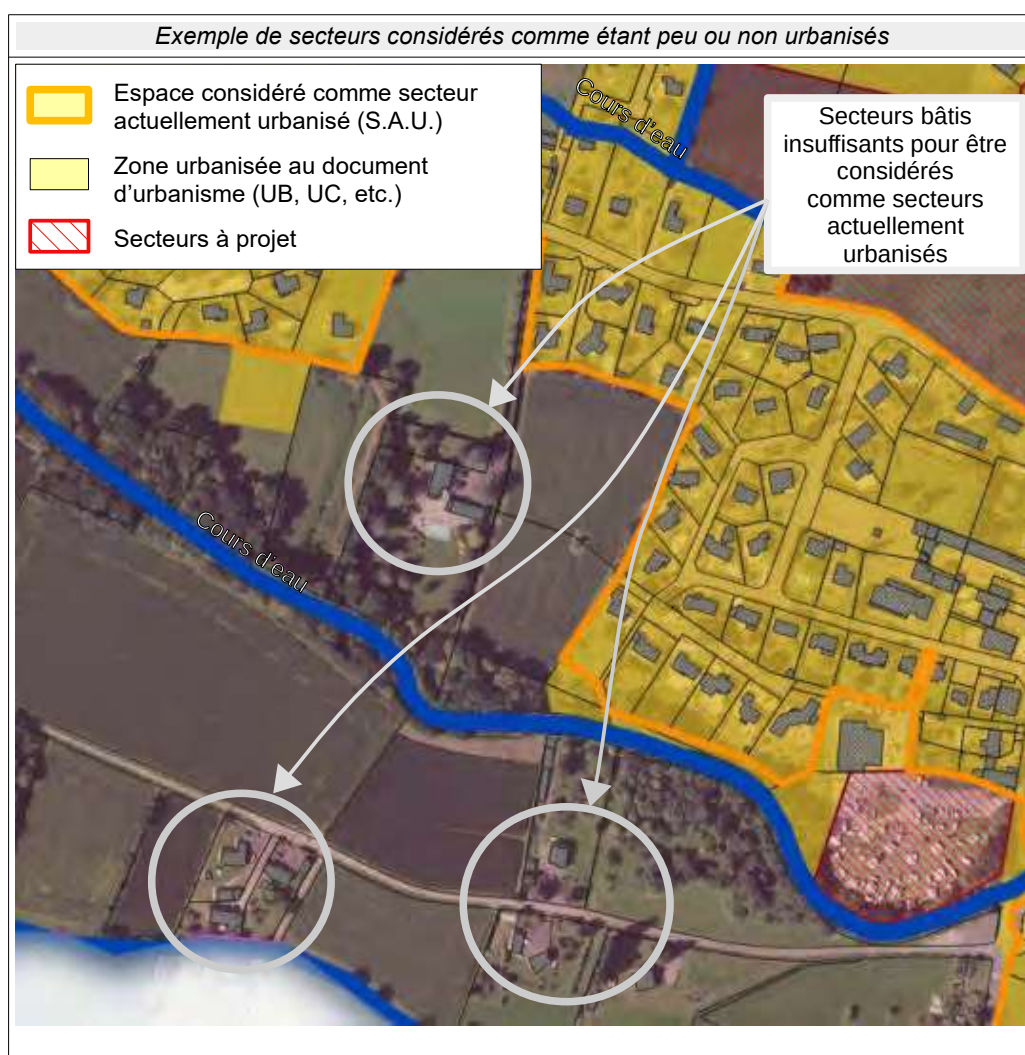 Exemple de secteurs considérés comme étant peu ou non urbanisés
Espace considéré comme secteur
actuellement urbanisé (S.A.U.)
Zone urbanisée au document
d'urbanisme (UB, UC, etc.)
Secteurs à projet
Cours d'eau
Secteurs bâtis
insuffisants pour être
considérés
comme secteurs
actuellement
urbanisés
Cours d'eau